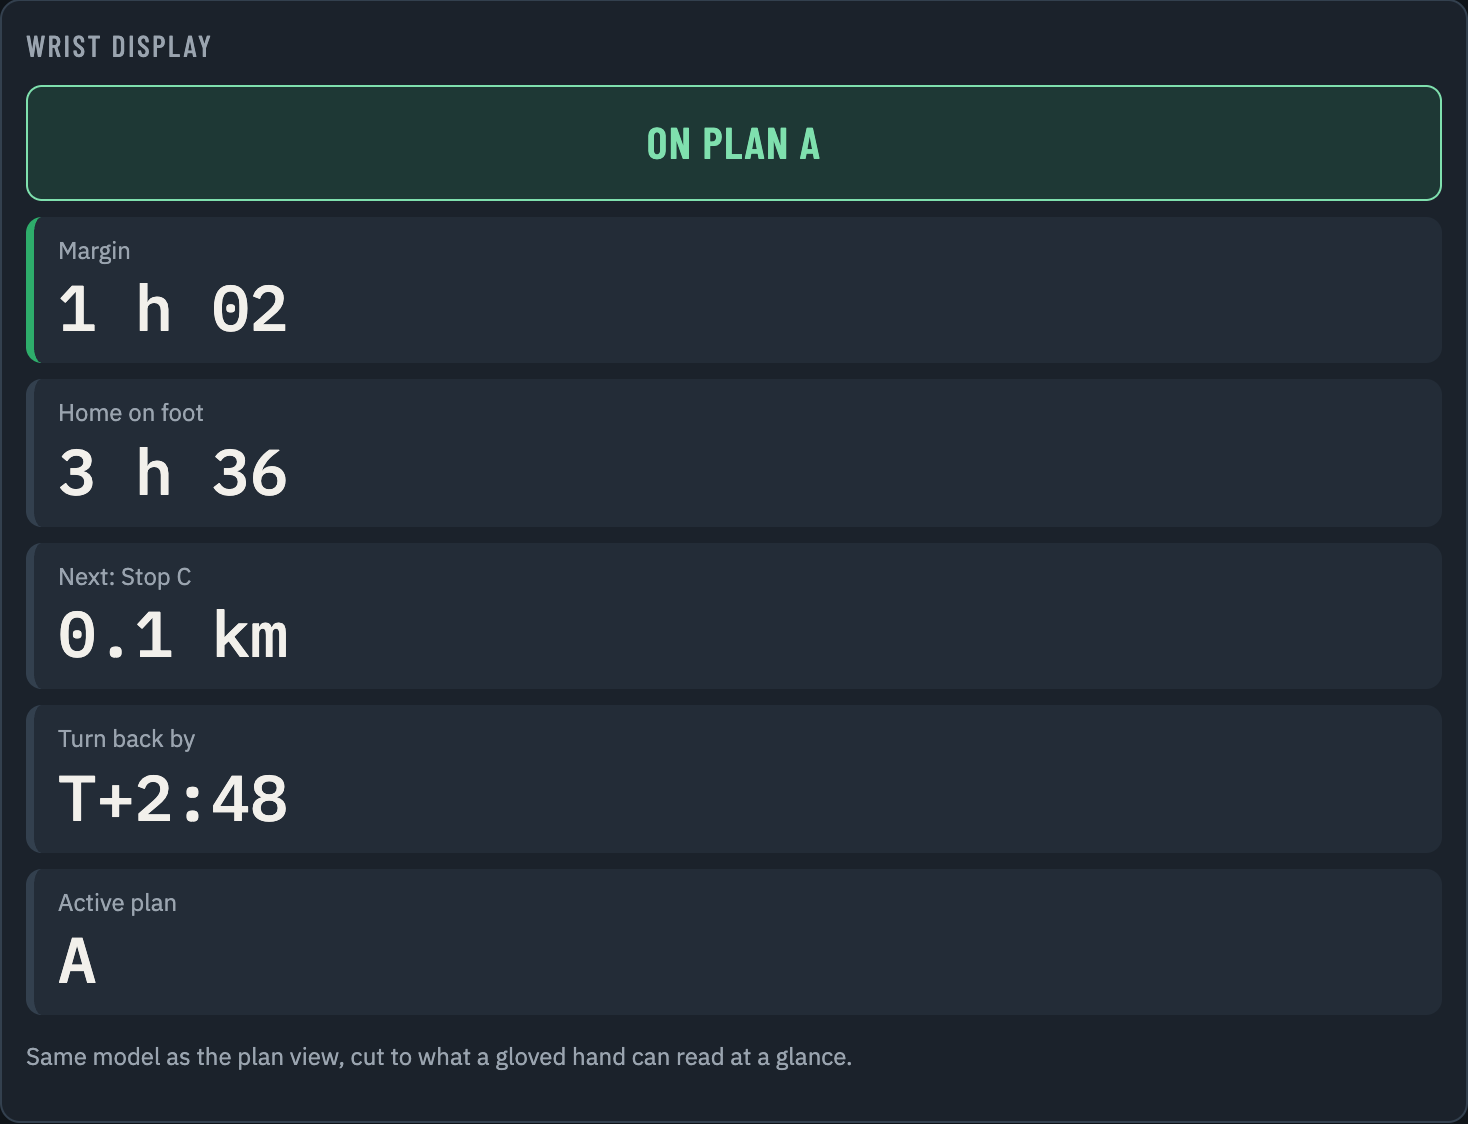 WRIST DISPLAY
ON PLAN A
Margin
1 h 02
Home on foot
3 h 36
Next: Stop C
0.1 km
Turn back by
T+2:48
Active plan
A
Same model as the plan view, cut to what a gloved hand can read at a glance.